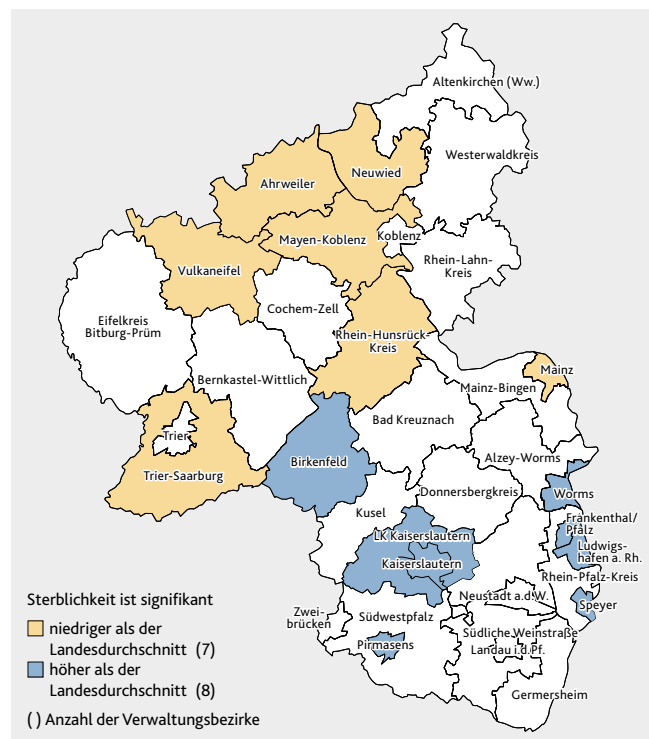 Altenkirchen (Ww.)
Westerwaldkreis
Neuwied
Ahrweiler
Mayen-Koblenz
Koblenz
Rhein-Lahn-
Kreis
Vulkaneifel
Cochem-Zell
Eifelkreis
Bitburg-Prüm
Rhein-Hunsrück-
Kreis
Mainz
Bernkastel-Wittlich
Mainz-Bingen
Bad Kreuznach
Trier
Alzey-Worms
Birkenfeld
Trier-Saarburg
Donnersbergkreis
Worms
Kusel
Frankenthal/
Pfalz
LK Kaiserslautern
Ludwigs-
hafen a. Rh.
Kaiserslautern
Rhein-Pfalz-Kreis
Neustadt a.d.W.
Speyer
Zwei-
brücken
Südwestpfalz
Südliche Weinstraße
Pirmasens
Landau i.d.Pf.
Germersheim
Sterblichkeit ist signifikant
niedriger als der
Landesdurchschnitt (7)
höher als der
Landesdurchschnitt (8)
( ) Anzahl der Verwaltungsbezirke